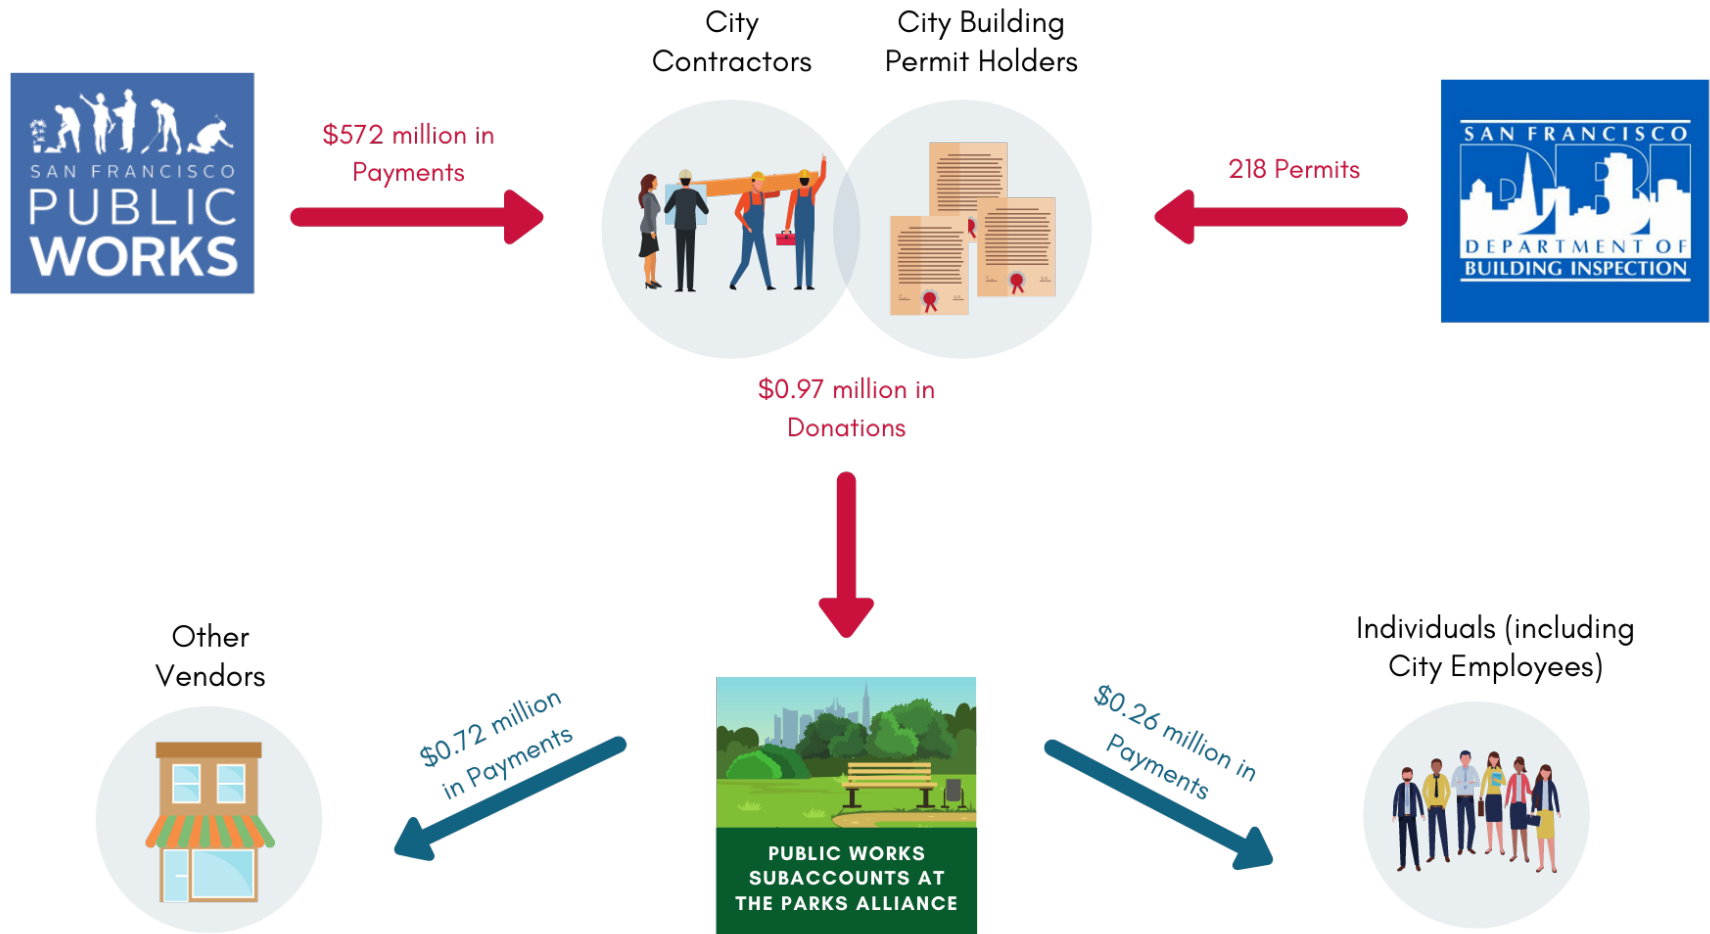 City
Contractors
City Building
Permit Holders
SAN FRANCISCO
PUBLIC
WORKS
$572 million in
Payments
218 Permits
SAN FRANCISCO
DBI
DEPARTMENT OF
BUILDING INSPECTION
$0.97 million in
Donations
Other
Vendors
$0.72 million
in Payments
PUBLIC WORKS
SUBACCOUNTS AT
THE PARKS ALLIANCE
$0.26 million in
Payments
Individuals (including
City Employees)